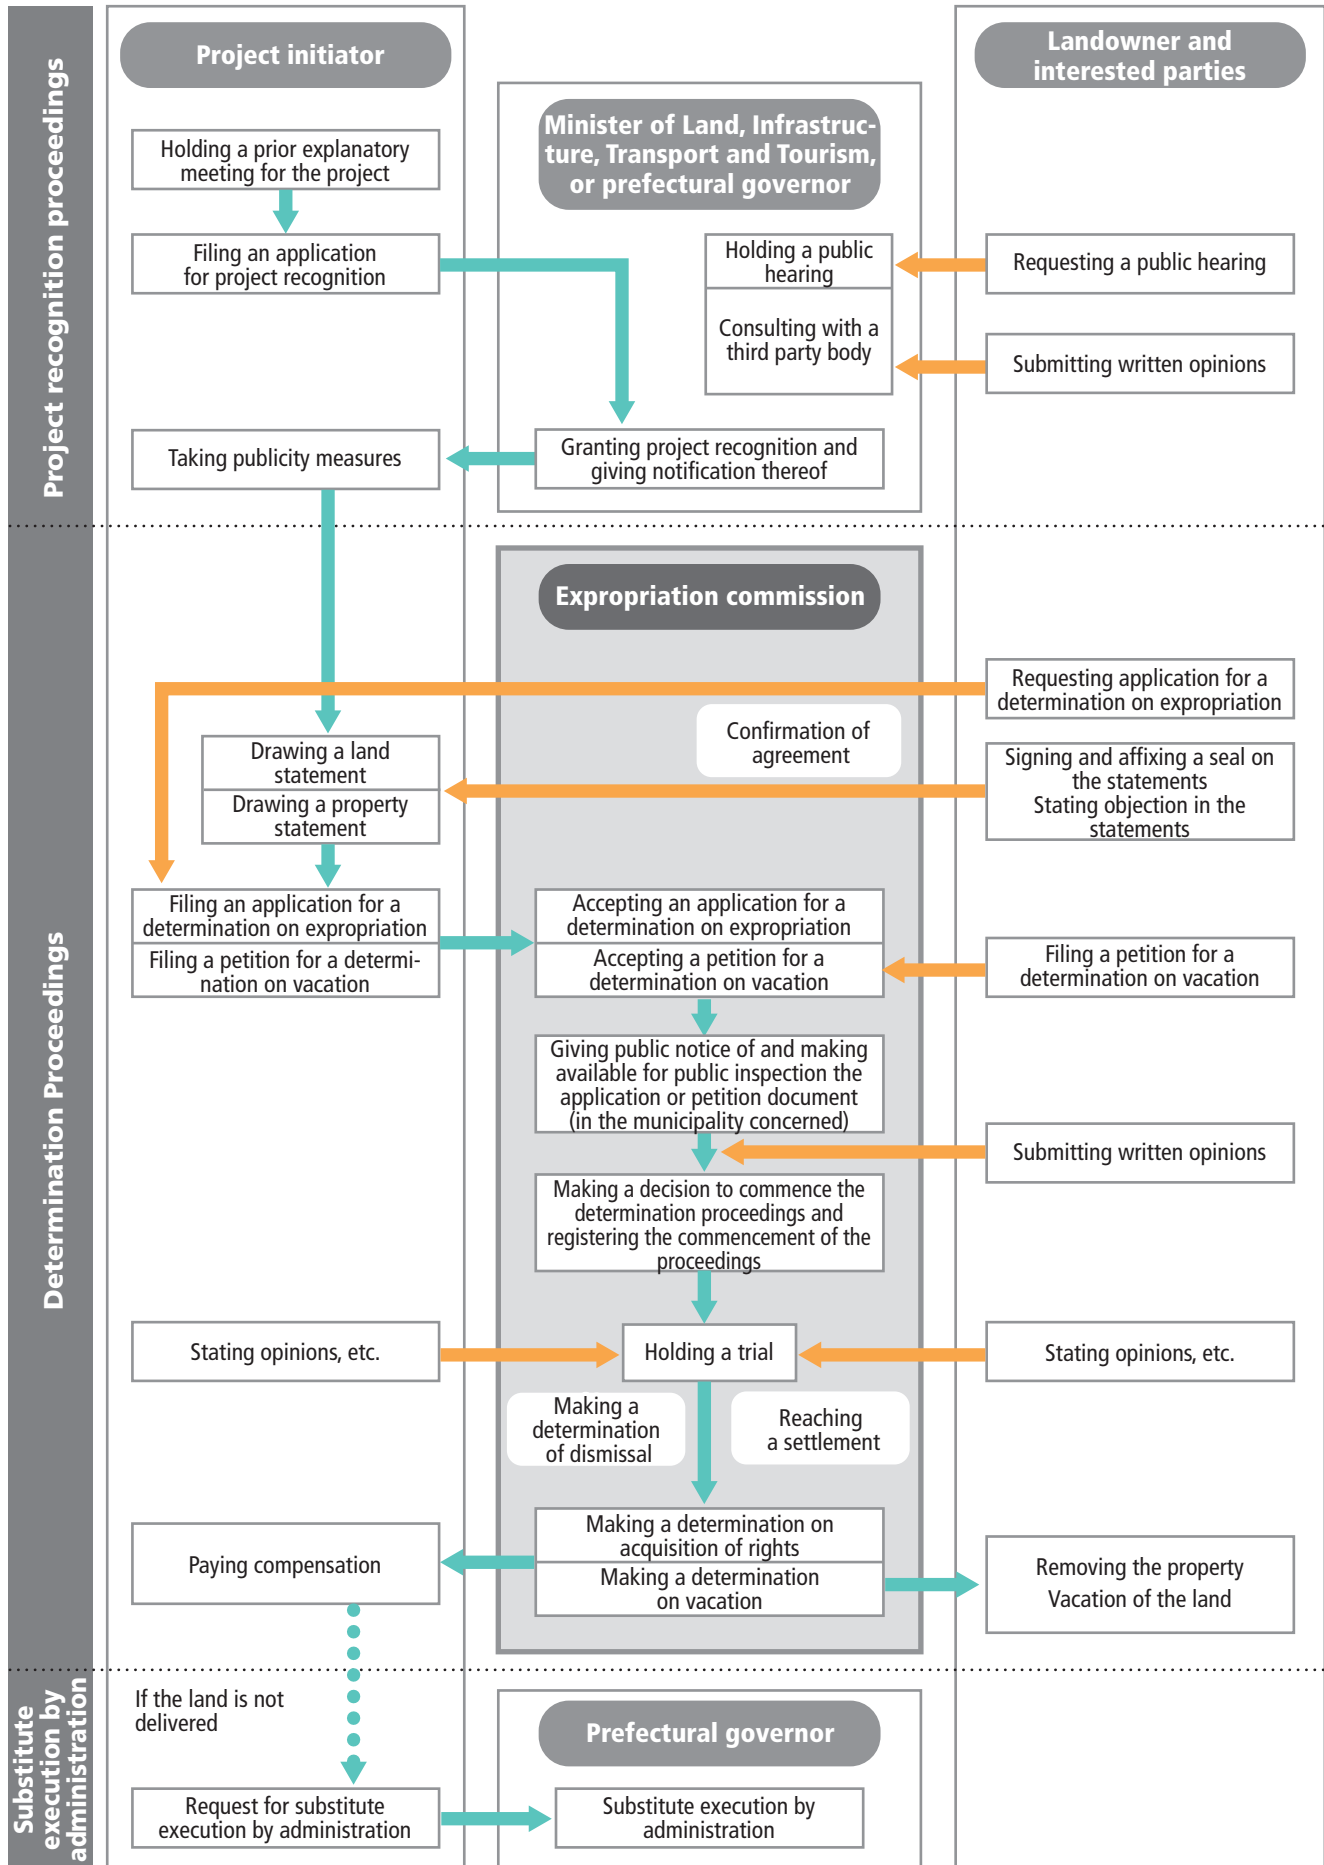 Project recognition proceedings
Project initiator
Landowner and
interested parties
Minister of Land, Infrastruc-
ture, Transport and Tourism,
or prefectural governor
Holding a prior explanatory
meeting for the project
Filing an application
for project recognition
Holding a public
hearing
Requesting a public hearing
Consulting with a
third party body
Submitting written opinions
Taking publicity measures
Granting project recognition and
giving notification thereof
Determination Proceedings
Expropriation commission
Requesting application for a
determination on expropriation
Confirmation of
agreement
Drawing a land
statement
Drawing a property
statement
Signing and affixing a seal on
the statements
Stating objection in the
statements
Filing an application for a
determination on expropriation
Filing a petition for a determi-
nation on vacation
Accepting an application for a
determination on expropriation
Accepting a petition for a
determination on vacation
Filing a petition for a
determination on vacation
Giving public notice of and making
available for public inspection the
application or petition document
(in the municipality concerned)
Submitting written opinions
Making a decision to commence the
determination proceedings and
registering the commencement of the
proceedings
Stating opinions, etc.
Holding a trial
Stating opinions, etc.
Making a
determination
of dismissal
Reaching
a settlement
Making a determination on
acquisition of rights
Making a determination
on vacation
Paying compensation
Removing the property
Vacation of the land
Substitute
execution by
administration
If the land is not
delivered
Prefectural governor
Request for substitute
execution by administration
Substitute execution by
administration